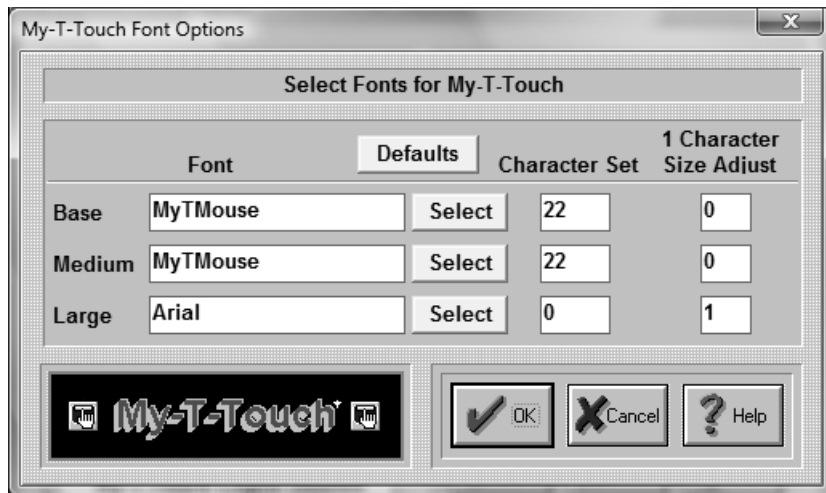 My-T-Touch Font Options
Select Fonts for My-T-Touch
Font Defaults Character Set 1 Character Size Adjust
Base MyTMouse Select 22 0
Medium MyTMouse Select 22 0
Large Arial Select 0 1
My-T-Touch OK Cancel Help